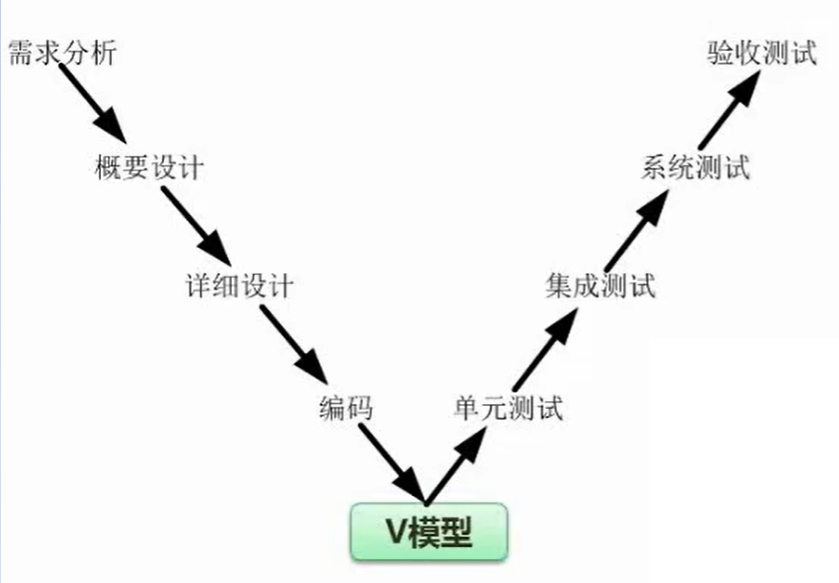 需求分析
验收测试
概要设计
系统测试
详细设计
集成测试
编码
单元测试
V模型